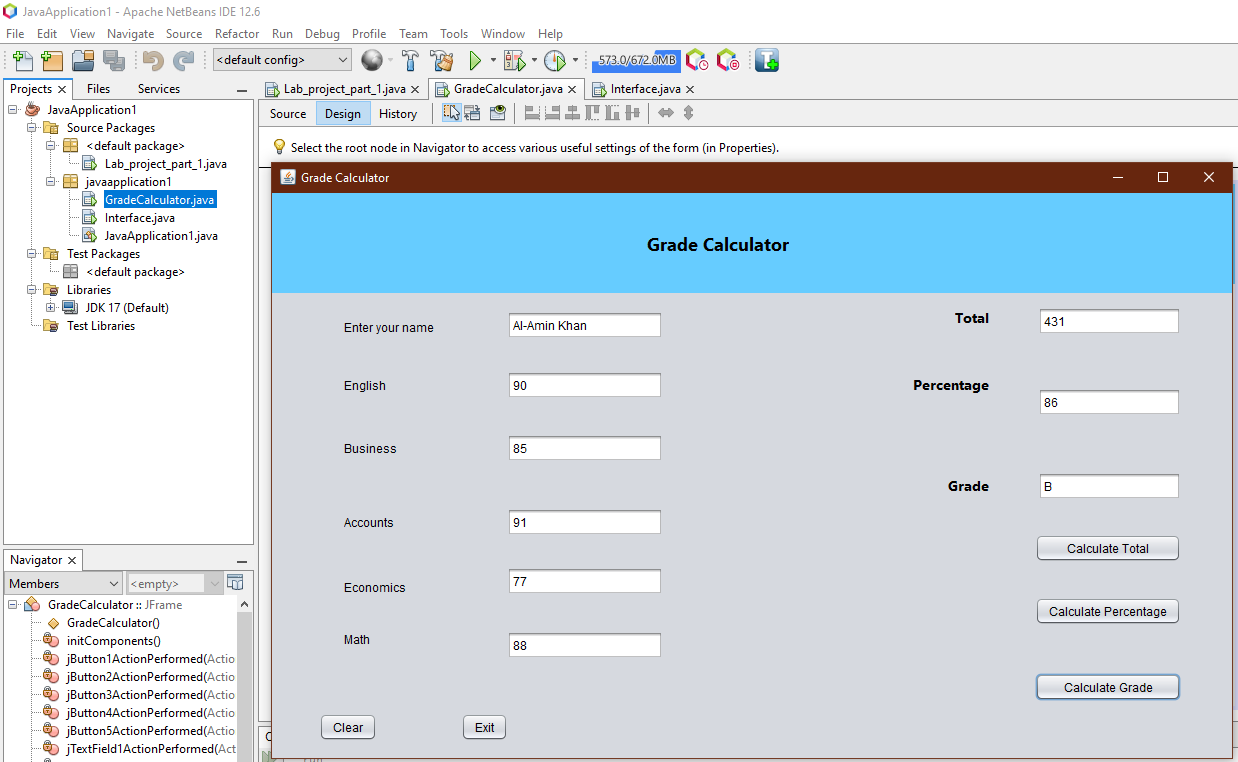 JavaApplication1 - Apache NetBeans IDE 12.6
File Edit View Navigate Source Refactor Run Debug Profile Team Tools Window Help
<default config>
573.0/672.0MB
Projects
Files
Services
JavaApplication1
Source Packages
<default package>
Lab_project_part_1.java
javaapplication1
GradeCalculator.java
Interface.java
JavaApplication1.java
Test Packages
<default package>
Libraries
JDK 17 (Default)
Test Libraries
Navigator
Members
<empty>
GradeCalculator :: JFrame
GradeCalculator()
initComponents()
jButton1ActionPerformed(Actio
jButton2ActionPerformed(Actio
jButton3ActionPerformed(Actio
jButton4ActionPerformed(Actio
jButton5ActionPerformed(Actio
jTextField1ActionPerformed(Act
Lab_project_part_1.java
GradeCalculator.java
Interface.java
Source
Design
History
Select the root node in Navigator to access various useful settings of the form (in Properties).
Grade Calculator
Grade Calculator
Enter your name
Al-Amin Khan
English
90
Business
85
Accounts
91
Economics
77
Math
88
Clear
Exit
Total
431
Percentage
86
Grade
B
Calculate Total
Calculate Percentage
Calculate Grade